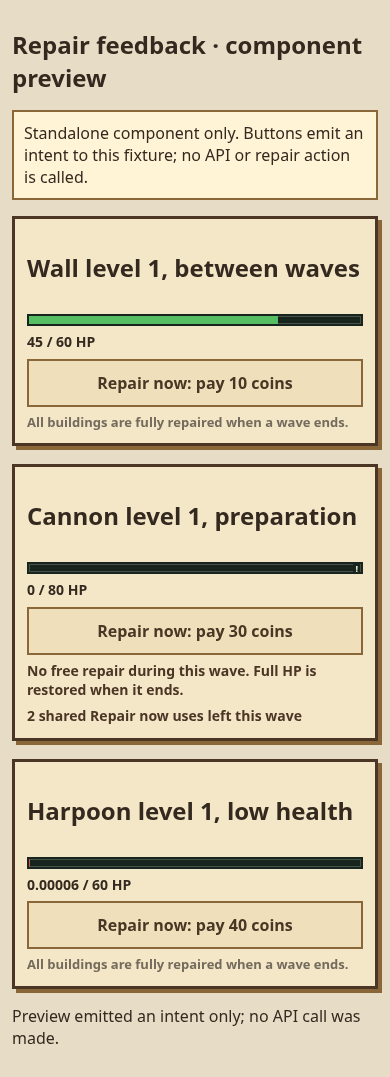 Repair feedback · component
preview
Standalone component only. Buttons emit an
intent to this fixture; no API or repair action
is called.
Wall level 1, between waves
45 / 60 HP
Repair now: pay 10 coins
All buildings are fully repaired when a wave ends.
Cannon level 1, preparation
!
0 / 80 HP
Repair now: pay 30 coins
No free repair during this wave. Full HP is
restored when it ends.
2 shared Repair now uses left this wave
Harpoon level 1, low health
0.00006 / 60 HP
Repair now: pay 40 coins
All buildings are fully repaired when a wave ends.
Preview emitted an intent only; no API call was
made.